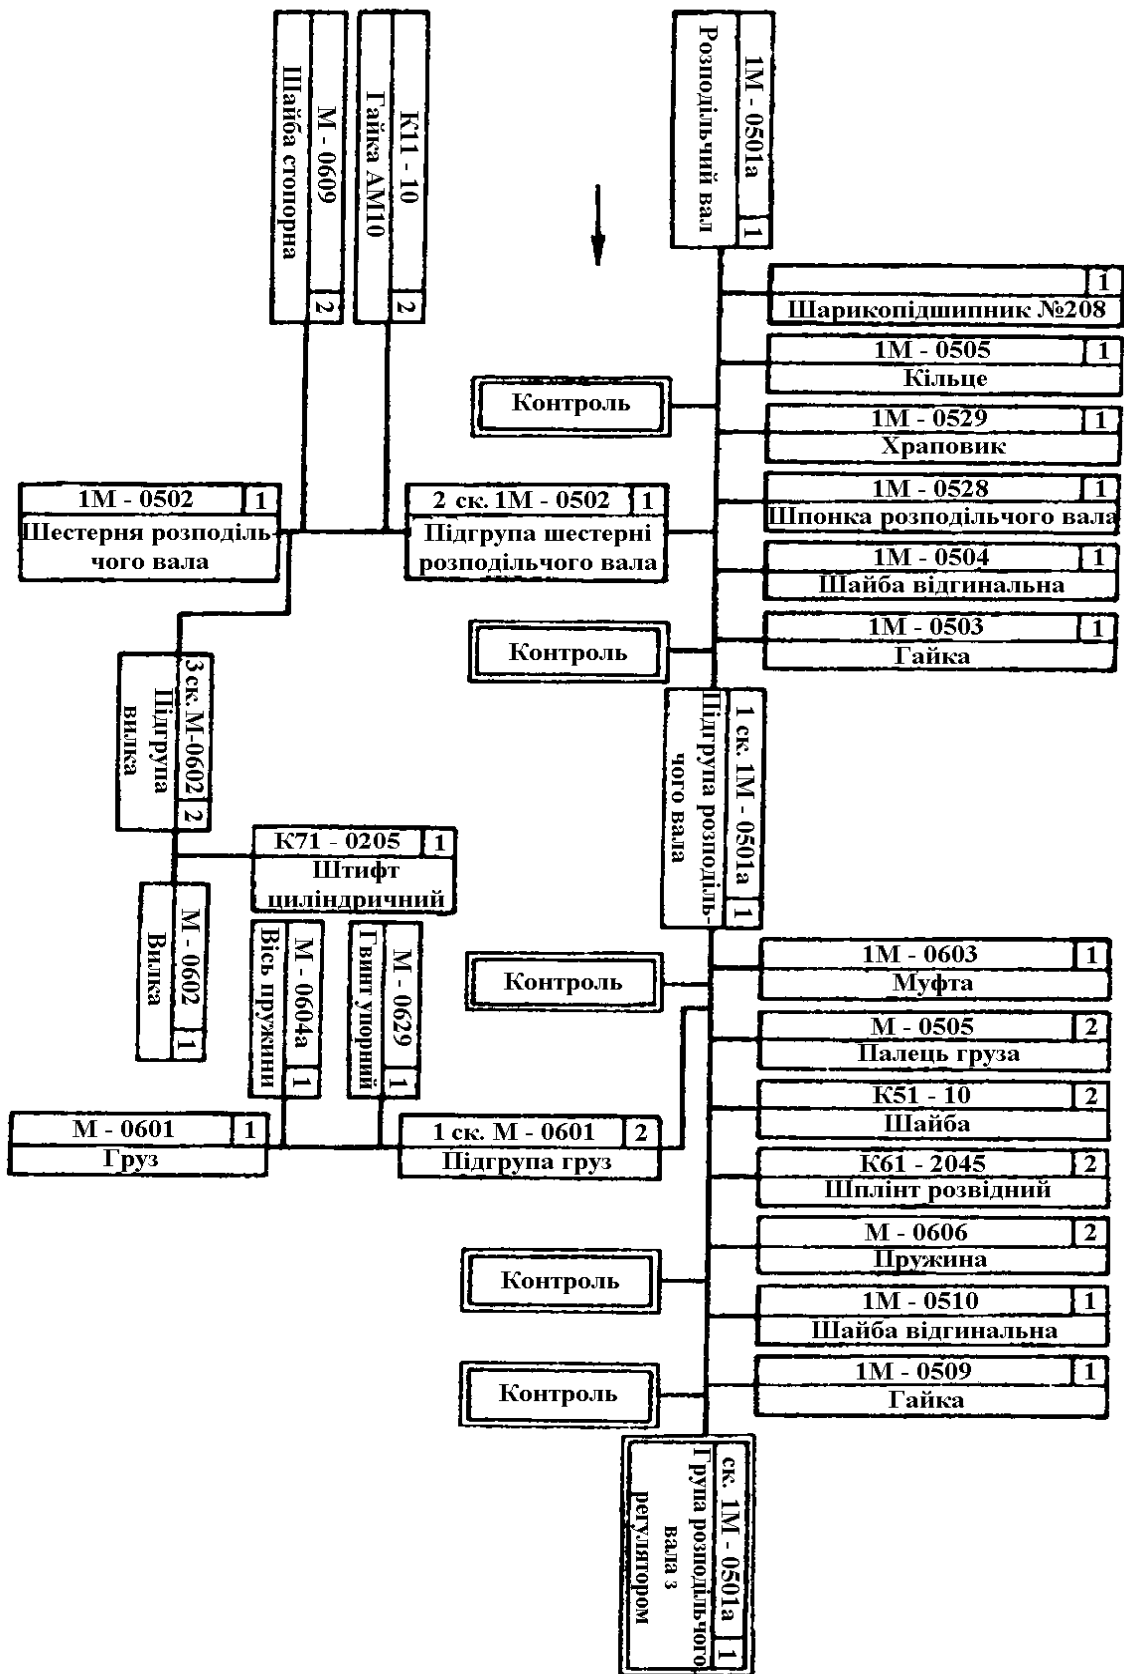 М - 0609
2
Шайба стопорна
К11 - 10
2
Гайка АМ10
1М - 0501а
1
Розподільчий вал
1
Шарикопідшипник №208
1М - 0505
1
Кільце
Контроль
1М - 0529
1
Храповик
1М - 0502
1
Шестерня розподіль
чого вала
2 ск. 1М - 0502
1
Підгрупа шестерні
розподільчого вала
1М - 0528
1
Шпонка розподільчого вала
1М - 0504
1
Шайба відгинальна
1М - 0503
1
Гайка
Контроль
3 ск. М-0602
2
Підгрупа
вилка
1 ск. 1М - 0501а
1
Підгрупа розподіль-
чого вала
К71 - 0205
1
Штифт
циліндричний
М - 0602
1
Вилка
М - 0604а
1
Вісь пружини
М - 0629
1
Гвинт упорний
Контроль
1М - 0603
1
Муфта
М - 0505
2
Палець груза
К51 - 10
2
Шайба
М - 0601
1
Груз
1 ск. М - 0601
2
Підгрупа груз
К61 - 2045
2
Шплінт розвідний
М - 0606
2
Пружина
Контроль
1М - 0510
1
Шайба відгинальна
1М - 0509
1
Гайка
Контроль
ск. 1М - 0501а
1
Група розподільчого
вала з
регулятором